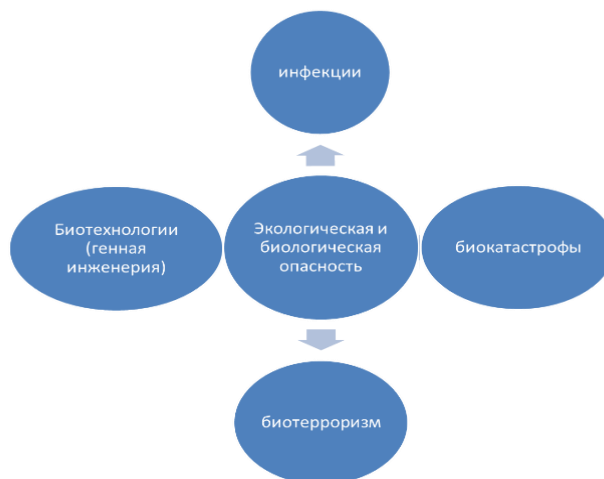 инфекции
Биотехнологии
(генная
инженерия)
Экологическая и
биологическая
опасность
биокатастрофы
биотерроризм